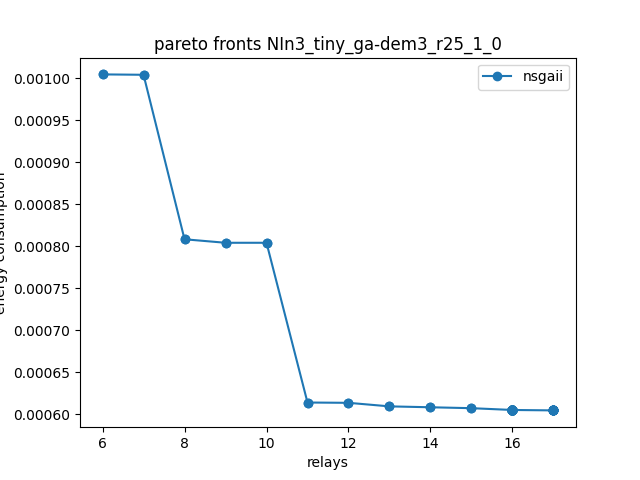 pareto fronts NIn3_tiny_ga-dem3_r25_1_0
nsgaii
0.00100
0.00095
0.00090
0.00085
0.00080
0.00075
0.00070
0.00065
0.00060
energy consumption
6 8 10 12 14 16
relays